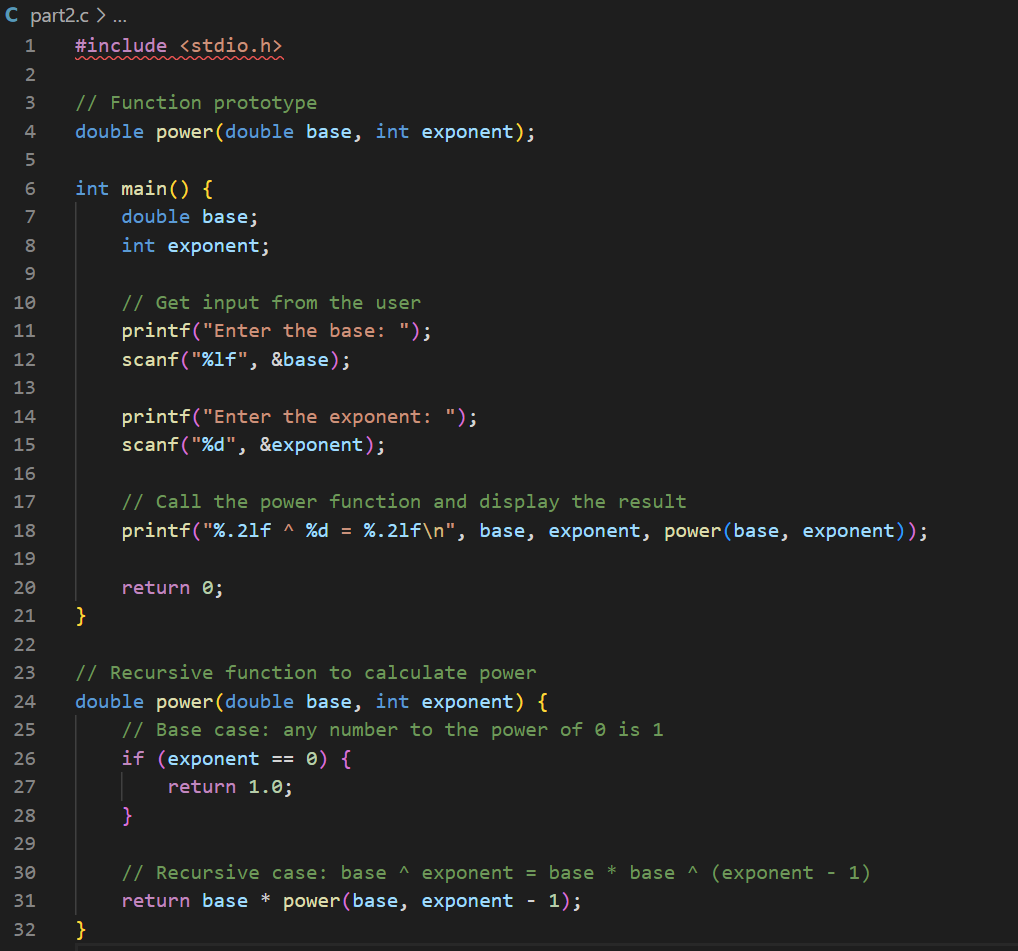 C part2.c > ...
1 #include <stdio.h>
2
3 // Function prototype
4 double power(double base, int exponent);
5
6 int main() {
7     double base;
8     int exponent;
9
10     // Get input from the user
11     printf("Enter the base: ");
12     scanf("%lf", &base);
13
14     printf("Enter the exponent: ");
15     scanf("%d", &exponent);
16
17     // Call the power function and display the result
18     printf("%.2lf ^ %d = %.2lf\n", base, exponent, power(base, exponent));
19
20     return 0;
21 }
22
23 // Recursive function to calculate power
24 double power(double base, int exponent) {
25     // Base case: any number to the power of 0 is 1
26     if (exponent == 0) {
27         return 1.0;
28     }
29
30     // Recursive case: base ^ exponent = base * base ^ (exponent - 1)
31     return base * power(base, exponent - 1);
32 }